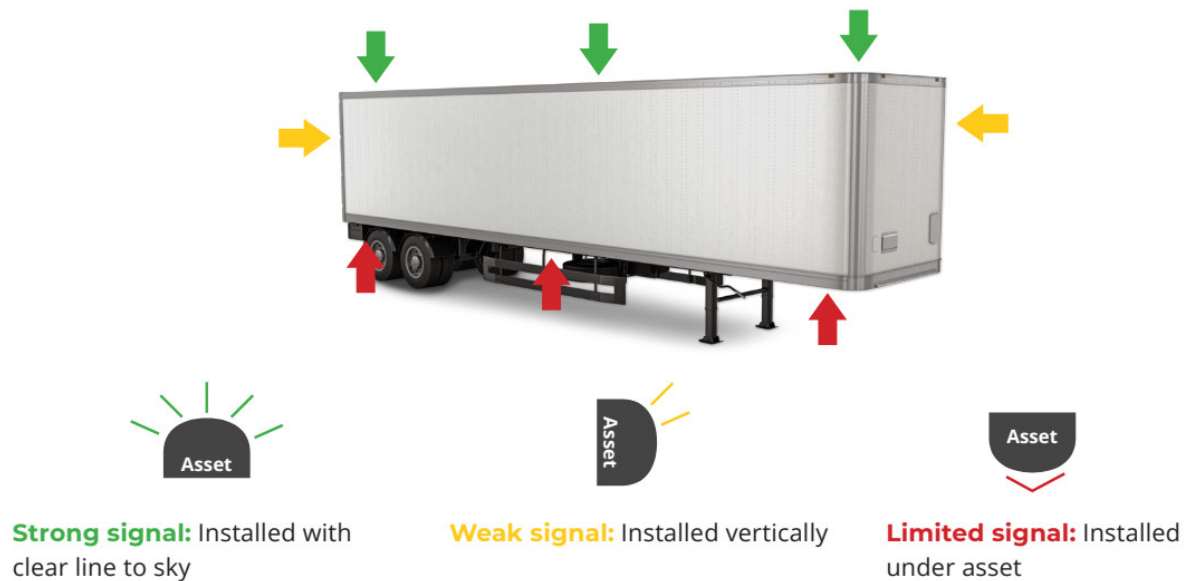 Asset
Asset
Asset
Strong signal: Installed with
clear line to sky
Weak signal: Installed vertically
Limited signal: Installed
under asset